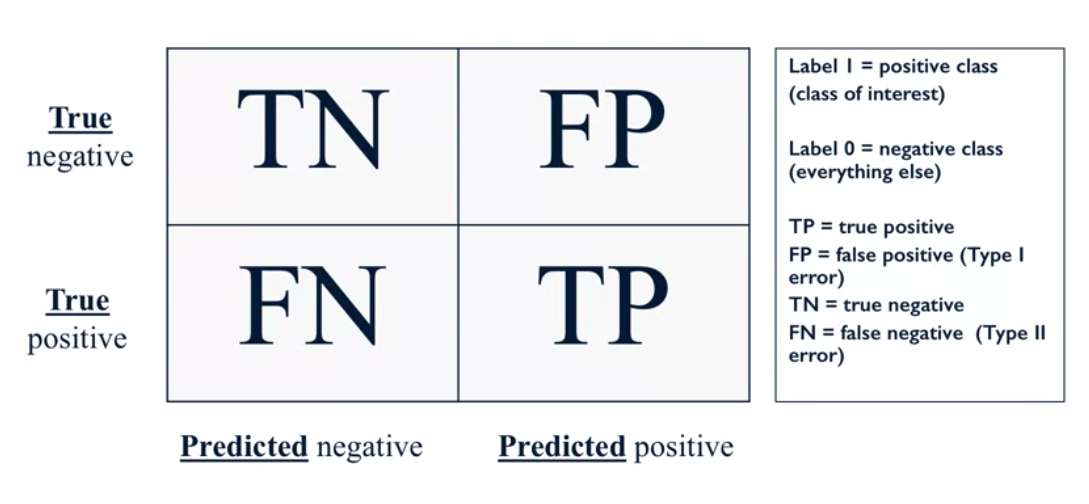 True
negative
TN
FP
True
positive
FN
TP
Predicted negative
Predicted positive
Label 1 = positive class
(class of interest)
Label 0 = negative class
(everything else)
TP = true positive
FP = false positive (Type I
error)
TN = true negative
FN = false negative (Type II
error)